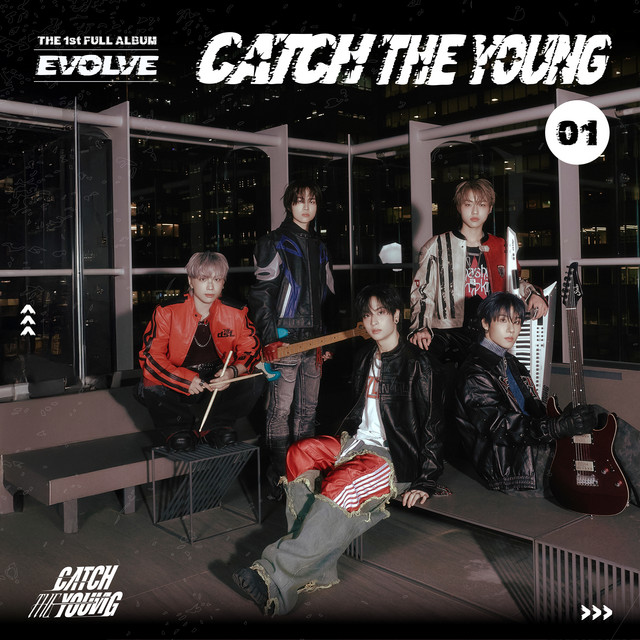 THE 1st FULL ALBUM
EVOLVE
CATCH THE YOUNG
01
CATCH
THE YOUNG